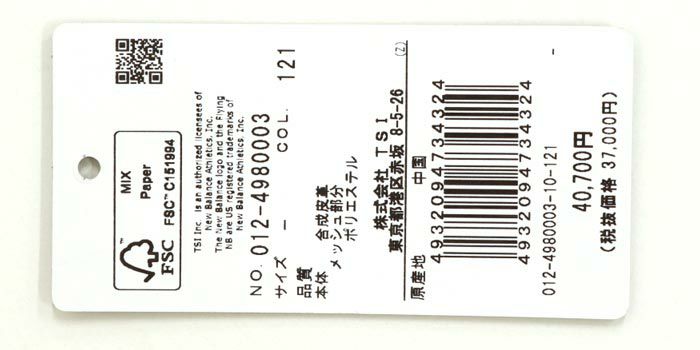 MIX
Paper
FSC™ C151994
FSC
TSI Inc. is an authorized licensees of
New Balance Athletics, Inc.
The New Balance logo and the Flying
NB are US registered trademarks of
New Balance Athletics, Inc.
NO. 012-4980003
サイズ - COL. 121
品質
本体 合成皮革
メッシュ部分
ポリエステル
株式会社 TSI
東京都港区赤坂 8-5-26 (Z)
原産地 中国
4932094734324
4932094734324
012-4980003-10-121 -
40,700円
(税抜価格 37,000円)